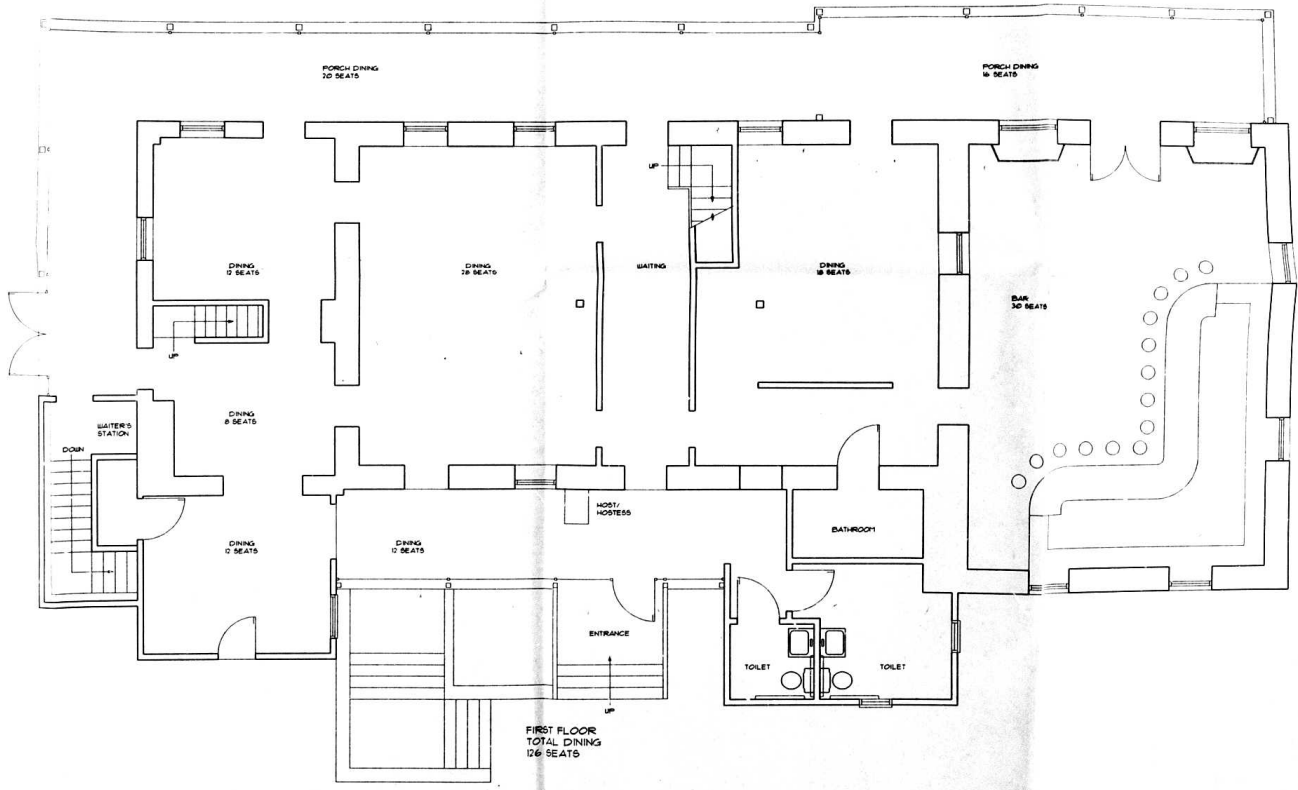 PORCH DINING
20 SEATS
PORCH DINING
16 SEATS
UP
DINING
12 SEATS
DINING
28 SEATS
WAITING
DINING
18 SEATS
BAR
30 SEATS
UP
DINING
8 SEATS
WAITER'S
STATION
DOWN
HOST/
HOSTESS
BATHROOM
DINING
12 SEATS
DINING
12 SEATS
ENTRANCE
TOILET
TOILET
UP
FIRST FLOOR
TOTAL DINING
126 SEATS